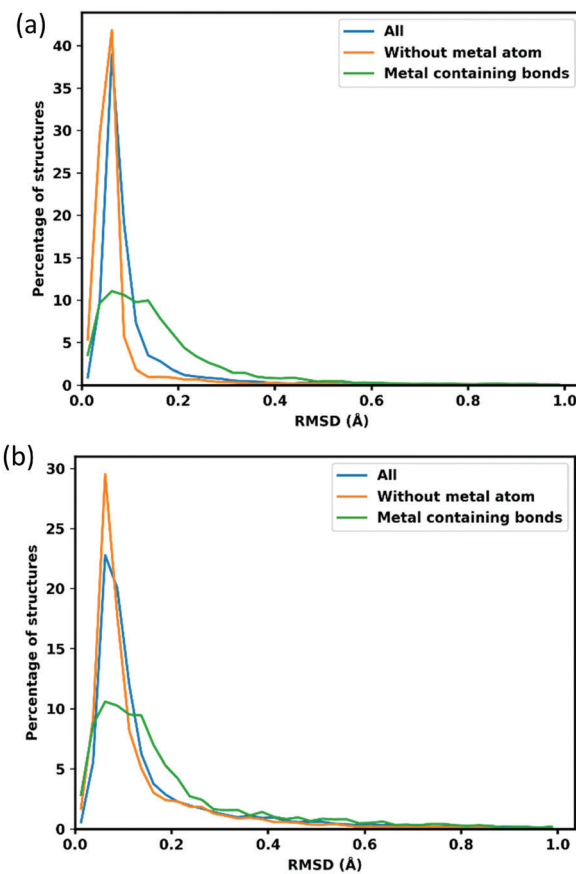 (a)
All
Without metal atom
Metal containing bonds
Percentage of structures
40
35
30
25
20
15
10
5
0
0.0 0.2 0.4 0.6 0.8 1.0
RMSD (Å)
(b)
All
Without metal atom
Metal containing bonds
Percentage of structures
30
25
20
15
10
5
0
0.0 0.2 0.4 0.6 0.8 1.0
RMSD (Å)